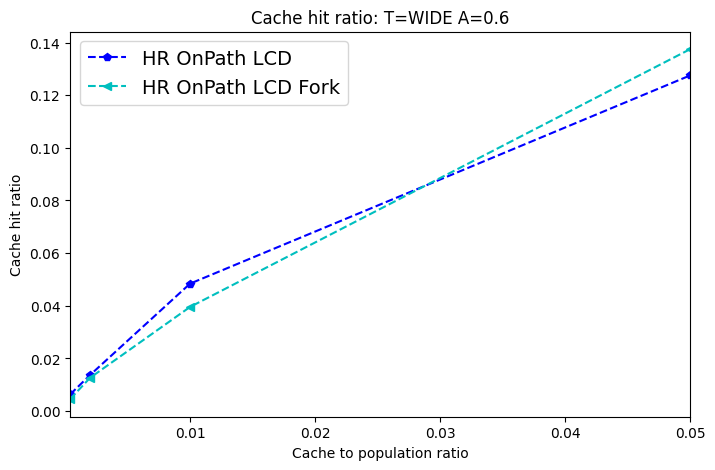 Cache hit ratio: T=WIDE A=0.6
HR OnPath LCD
HR OnPath LCD Fork
Cache hit ratio
0.14
0.12
0.10
0.08
0.06
0.04
0.02
0.00
0.01 0.02 0.03 0.04 0.05
Cache to population ratio